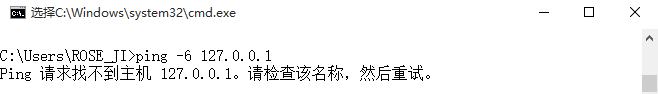 选择C:\Windows\system32\cmd.exe
C:\Users\ROSE_JI>ping -6 127.0.0.1
Ping 请求找不到主机 127.0.0.1。请检查该名称，然后重试。